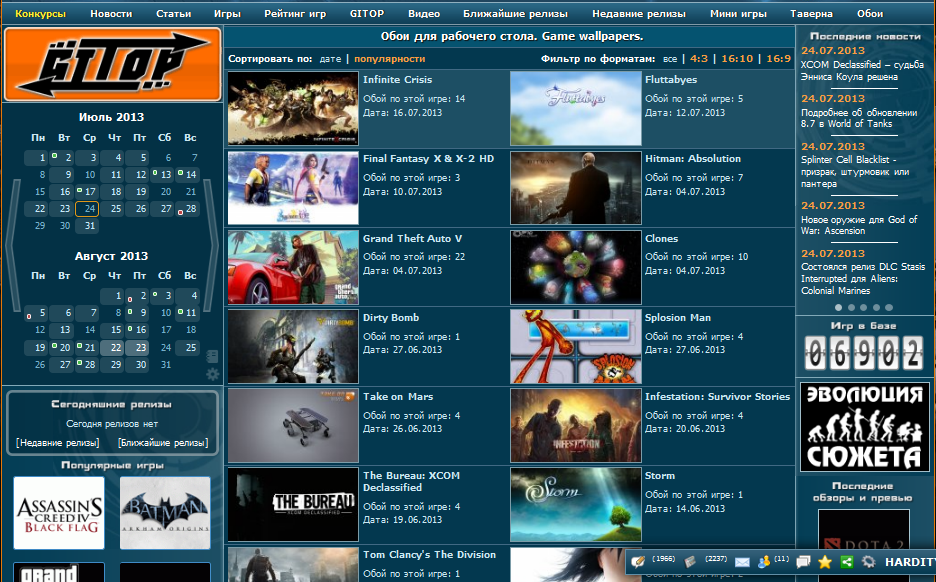 Конкурсы Новости Статьи Игры Рейтинг игр GITOP Видео Ближайшие релизы Недавние релизы Мини игры Таверна Обои
GITOP
Июль 2013
Пн Вт Ср Чт Пт Сб Вс
1 2 3 4 5 6 7
8 9 10 11 12 13 14
15 16 17 18 19 20 21
22 23 24 25 26 27 28
29 30 31
Август 2013
Пн Вт Ср Чт Пт Сб Вс
1 2 3 4
5 6 7 8 9 10 11
12 13 14 15 16 17 18
19 20 21 22 23 24 25
26 27 28 29 30 31
Сегодняшние релизы
Сегодня релизов нет
[Недавние релизы] [Ближайшие релизы]
Популярные игры
ASSASSIN'S
CREED IV
BLACK FLAG
BATMAN
ARKHAM ORIGINS
grand
Обои для рабочего стола. Game wallpapers.
Сортировать по: дате | популярности
Фильтр по форматам: все | 4:3 | 16:10 | 16:9
Infinite Crisis
Обой по этой игре: 14
Дата: 16.07.2013
Fluttabyes
Обой по этой игре: 5
Дата: 12.07.2013
Final Fantasy X & X-2 HD
Обой по этой игре: 3
Дата: 10.07.2013
Hitman: Absolution
Обой по этой игре: 7
Дата: 04.07.2013
Grand Theft Auto V
Обой по этой игре: 22
Дата: 04.07.2013
Clones
Обой по этой игре: 10
Дата: 04.07.2013
Dirty Bomb
Обой по этой игре: 1
Дата: 27.06.2013
Splosion Man
Обой по этой игре: 4
Дата: 27.06.2013
Take on Mars
Обой по этой игре: 4
Дата: 26.06.2013
INFESTATION
Infestation: Survivor Stories
Обой по этой игре: 4
Дата: 20.06.2013
THE BUREAU
XCOM DECLASSIFIED
The Bureau: XCOM
Declassified
Обой по этой игре: 4
Дата: 19.06.2013
Storm
Storm
Обой по этой игре: 1
Дата: 14.06.2013
Tom Clancy's The Division
Обой по этой игре: 1
Последние новости
24.07.2013
XCOM Declassified – судьба
Энниса Коула решена
24.07.2013
Подробнее об обновлении
8.7 в World of Tanks
24.07.2013
Splinter Cell Blacklist -
призрак, штурмовик или
пантера
24.07.2013
Новое оружие для God of
War: Ascension
24.07.2013
Состоялся релиз DLC Stasis
Interrupted для Aliens:
Colonial Marines
Игр в базе
06902
ЭВОЛЮЦИЯ
СЮЖЕТА
Последние
обзоры и превью
DOTA 2
(1966) (2237) (11) HARDITY